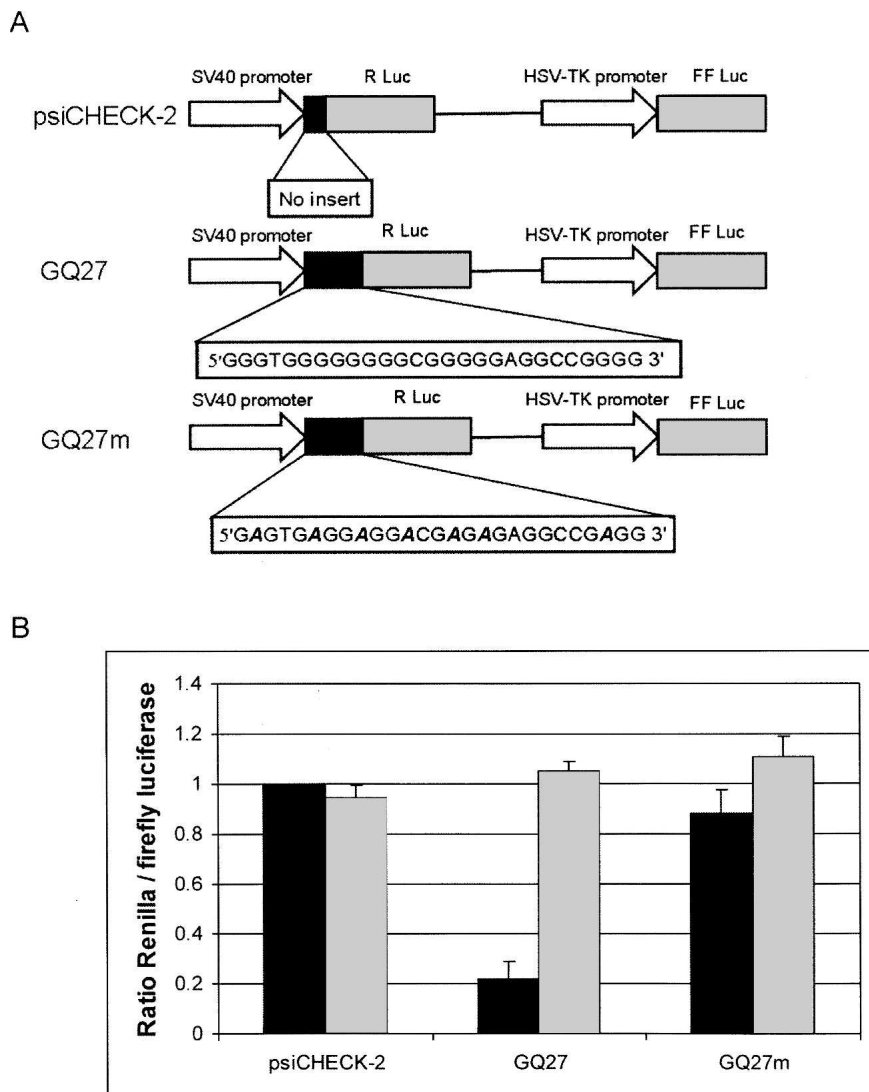 A
SV40 promoter R Luc HSV-TK promoter FF Luc
psiCHECK-2
No insert
SV40 promoter R Luc HSV-TK promoter FF Luc
GQ27
5'GGGTGGGGGGGGCGGGGGAGGCCGGGG 3'
SV40 promoter R Luc HSV-TK promoter FF Luc
GQ27m
5'GAGTGAGGAGGACGAGAGAGGCCGAGG 3'
B
Ratio Renilla / firefly luciferase
1.4
1.2
1
0.8
0.6
0.4
0.2
0
psiCHECK-2 GQ27 GQ27m